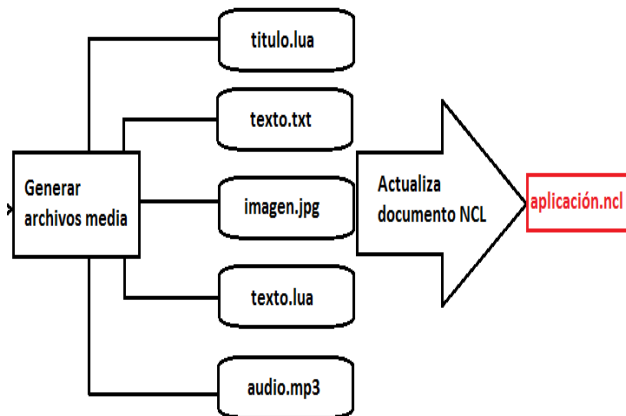 titulo.lua
texto.txt
Generar
archivos media
imagen.jpg
texto.lua
audio.mp3
Actualiza
documento NCL
aplicación.ncl